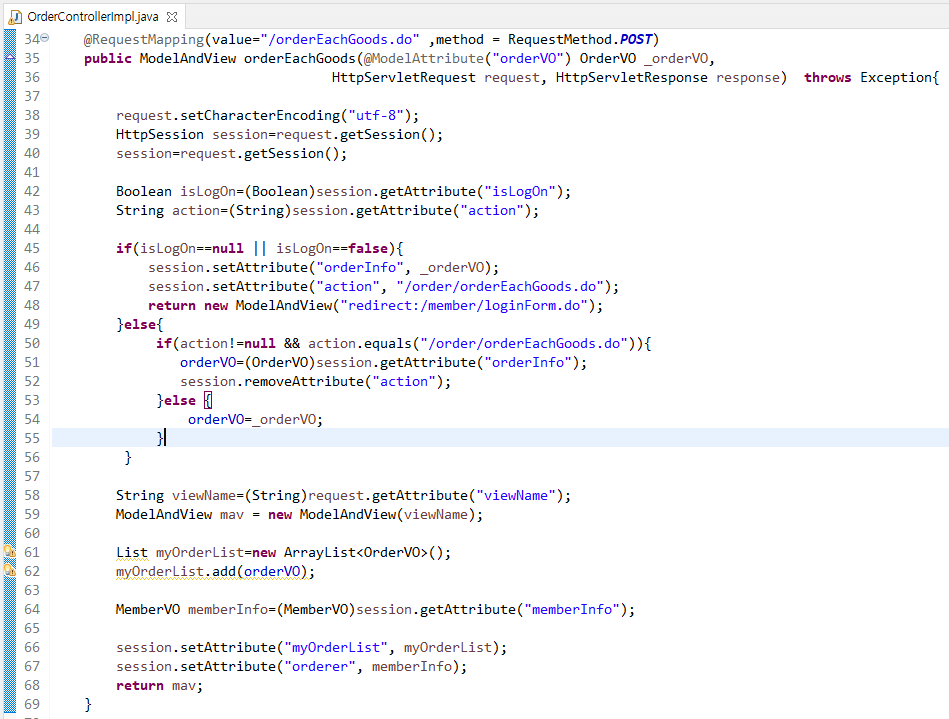 OrderControllerImpl.java
34 @RequestMapping(value="/orderEachGoods.do" ,method = RequestMethod.POST)
35 public ModelAndView orderEachGoods(@ModelAttribute("orderVO") OrderVO _orderVO,
36 HttpServletRequest request, HttpServletResponse response)  throws Exception{
37
38 request.setCharacterEncoding("utf-8");
39 HttpSession session=request.getSession();
40 session=request.getSession();
41
42 Boolean isLogOn=(Boolean)session.getAttribute("isLogOn");
43 String action=(String)session.getAttribute("action");
44
45 if(isLogOn==null || isLogOn==false){
46 session.setAttribute("orderInfo", _orderVO);
47 session.setAttribute("action", "/order/orderEachGoods.do");
48 return new ModelAndView("redirect:/member/loginForm.do");
49 }else{
50 if(action!=null && action.equals("/order/orderEachGoods.do")){
51 orderVO=(OrderVO)session.getAttribute("orderInfo");
52 session.removeAttribute("action");
53 }else {
54 orderVO=_orderVO;
55 }
56 }
57
58 String viewName=(String)request.getAttribute("viewName");
59 ModelAndView mav = new ModelAndView(viewName);
60
61 List myOrderList=new ArrayList<OrderVO>();
62 myOrderList.add(orderVO);
63
64 MemberVO memberInfo=(MemberVO)session.getAttribute("memberInfo");
65
66 session.setAttribute("myOrderList", myOrderList);
67 session.setAttribute("orderer", memberInfo);
68 return mav;
69 }